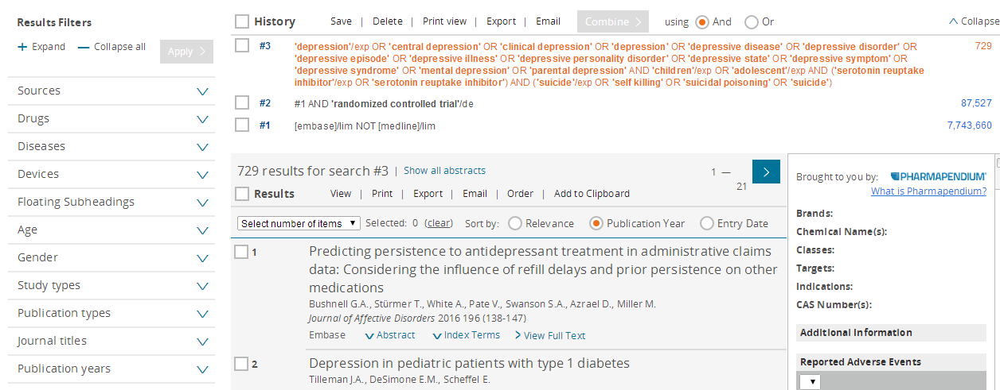 Results Filters
Expand
Collapse all
Apply
Sources
Drugs
Diseases
Devices
Floating Subheadings
Age
Gender
Study types
Publication types
Journal titles
Publication years
History
Save | Delete | Print view | Export | Email
Combine >
using And Or
Collapse
#3
'depression'/exp OR 'central depression' OR 'clinical depression' OR 'depression' OR 'depressive disease' OR 'depressive disorder' OR
'depressive episode' OR 'depressive illness' OR 'depressive personality disorder' OR 'depressive state' OR 'depressive symptom' OR
'depressive syndrome' OR 'mental depression' OR 'parental depression' AND 'children'/exp OR 'adolescent'/exp AND ('serotonin reuptake
inhibitor'/exp OR 'serotonin reuptake inhibitor') AND ('suicide'/exp OR 'self killing' OR 'suicidal poisoning' OR 'suicide')
729
#2 #1 AND 'randomized controlled trial'/de 87,527
#1 [embase]/lim NOT [medline]/lim 7,743,660
729 results for search #3 | Show all abstracts
1 —
21
Results
View | Print | Export | Email | Order | Add to Clipboard
Select number of items
Selected: 0 (clear)
Sort by: Relevance Publication Year Entry Date
1
Predicting persistence to antidepressant treatment in administrative claims
data: Considering the influence of refill delays and prior persistence on other
medications
Bushnell G.A., Stürmer T., White A., Pate V., Swanson S.A., Azrael D., Miller M.
Journal of Affective Disorders 2016 196 (138-147)
Embase Abstract Index Terms View Full Text
2
Depression in pediatric patients with type 1 diabetes
Tilleman J.A., DeSimone E.M., Scheffel E.
Brought to you by: PHARMAPENDIUM
What is Pharmapendium?
Brands:
Chemical Name(s):
Classes:
Targets:
Indications:
CAS Number(s):
Additional Information
Reported Adverse Events